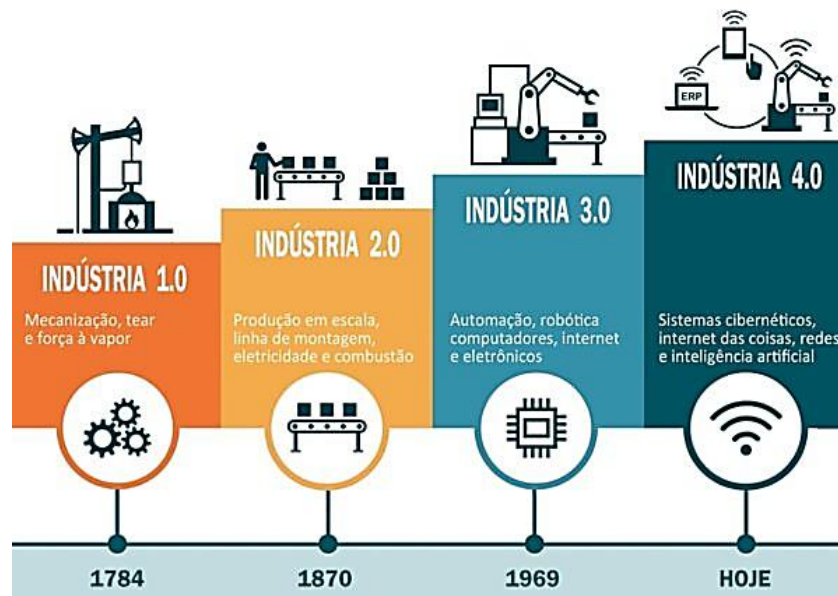 ERP
INDÚSTRIA 1.0
Mecanização, tear
e força à vapor
INDÚSTRIA 2.0
Produção em escala,
linha de montagem,
eletricidade e combustão
INDÚSTRIA 3.0
Automação, robótica
computadores, internet
e eletrônicos
INDÚSTRIA 4.0
Sistemas cibernéticos,
internet das coisas, redes
e inteligência artificial
1784
1870
1969
HOJE